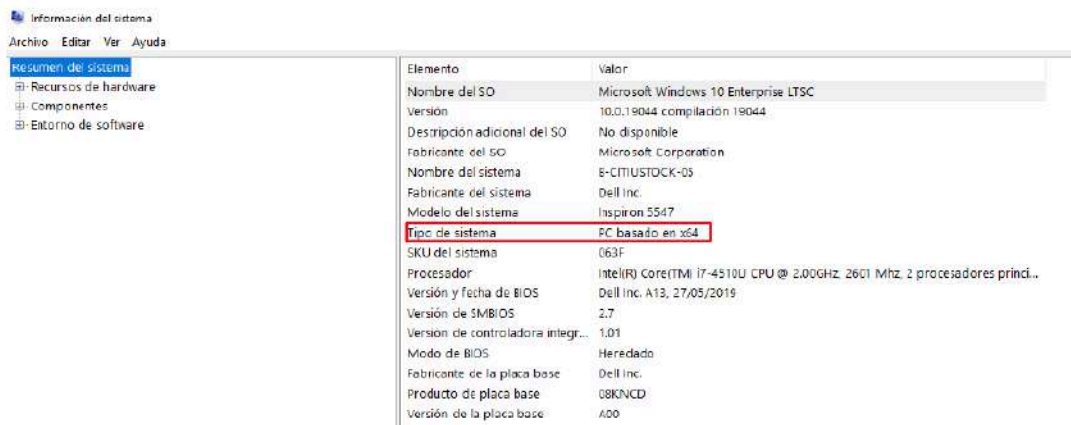 Información del sistema
Archivo Editar Ver Ayuda
Resumen del sistema
Recursos de hardware
Componentes
Entorno de software
Elemento Valor
Nombre del SO Microsoft Windows 10 Enterprise LTSC
Versión 10.0.19044 compilación 19044
Descripción adicional del SO No disponible
Fabricante del SO Microsoft Corporation
Nombre del sistema B-CITIUSTOCK-05
Fabricante del sistema Dell Inc.
Modelo del sistema Inspiron 5547
Tipo de sistema PC basado en x64
SKU del sistema 063F
Procesador Intel(R) Core(TM) i7-4510U CPU @ 2.00GHz, 2601 Mhz, 2 procesadores princi...
Versión y fecha de BIOS Dell Inc. A13, 27/05/2019
Versión de SMBIOS 2.7
Versión de controladora integr... 1.01
Modo de BIOS Heredado
Fabricante de la placa base Dell Inc.
Producto de placa base 08KNCD
Versión de la placa base A00